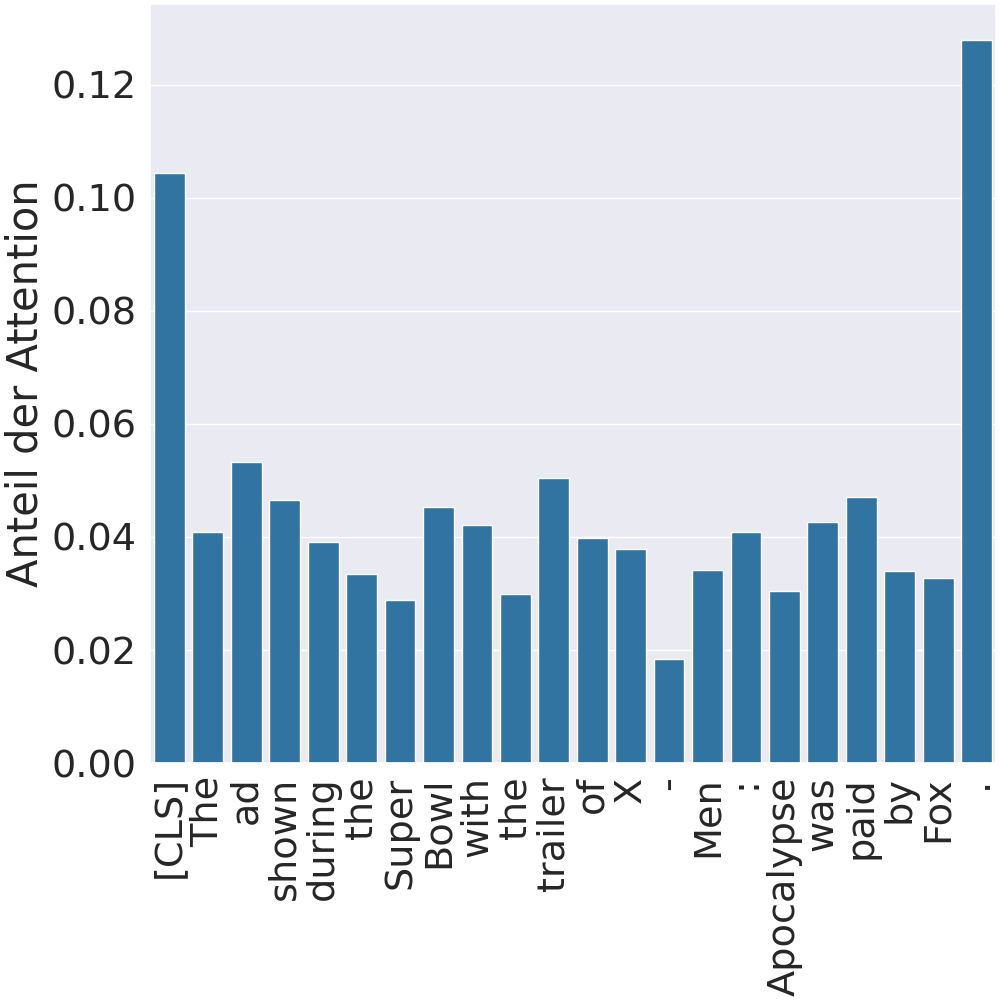 Anteil der Attention
0.12
0.10
0.08
0.06
0.04
0.02
0.00
[CLS]
The
ad
shown
during
the
Super
Bowl
with
the
trailer
of
X
-
Men
:
Apocalypse
was
paid
by
Fox
.